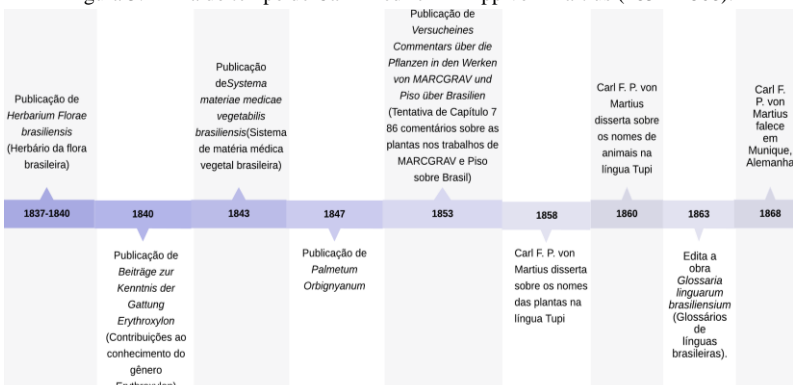 Publicação de
Herbarium Florae
brasiliensis
(Herbário da flora
brasileira)
1837-1840
1840
Publicação de
Beiträge zur
Kenntnis der
Gattung
Erythroxylon
(Contribuições ao
conhecimento do
gênero
Publicação
deSystema
materiae medicae
vegetabilis
brasiliensis(Sistema
de matéria médica
vegetal brasileira)
1843
1847
Publicação de
Palmetum
Orbignyanum
Publicação de
Versucheines
Commentars über die
Pflanzen in den Werken
von MARCGRAV und
Piso über Brasilien
(Tentativa de Capítulo 7
86 comentários sobre as
plantas nos trabalhos de
MARCGRAV e Piso
sobre Brasil)
1853
1858
Carl F. P. von
Martius disserta
sobre os nomes
das plantas na
língua Tupi
Carl F. P. von
Martius
disserta sobre
os nomes de
animais na
língua Tupi
1860
1863
Edita a
obra
Glossaria
linguarum
brasiliensium
(Glossários
de
línguas
brasileiras).
Carl F.
P. von
Martius
falece
em
Munique,
Alemanha
1868